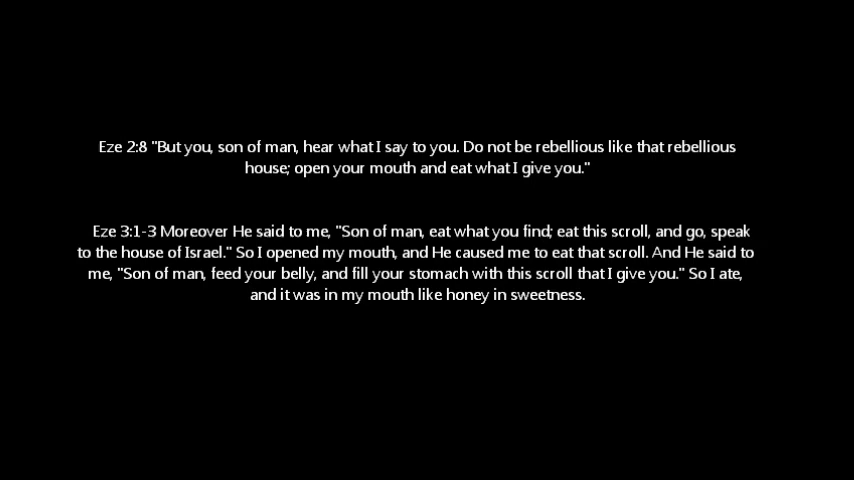 Eze 2:8 "But you, son of man, hear what I say to you. Do not be rebellious like that rebellious
house; open your mouth and eat what I give you."
Eze 3:1-3 Moreover He said to me, "Son of man, eat what you find; eat this scroll, and go, speak
to the house of Israel." So I opened my mouth, and He caused me to eat that scroll. And He said to
me, "Son of man, feed your belly, and fill your stomach with this scroll that I give you." So I ate,
and it was in my mouth like honey in sweetness.